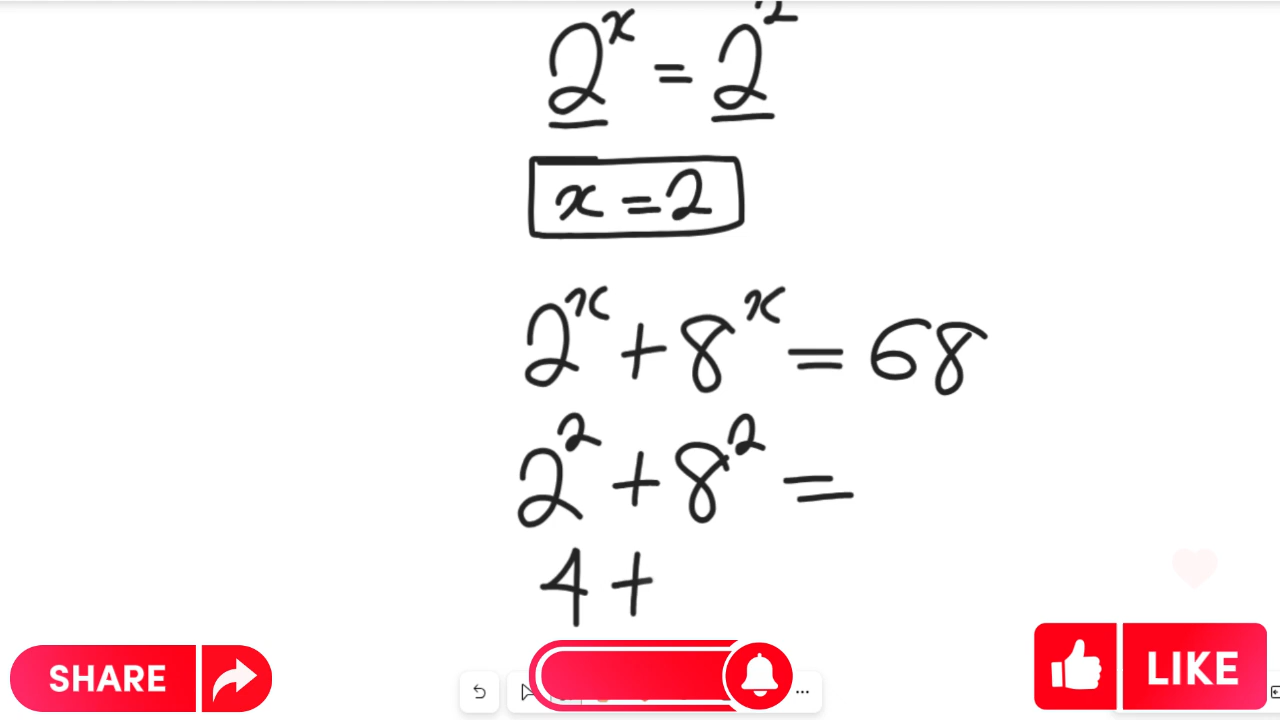 2^x = 2^2
x = 2
2^x + 8^x = 68
2^2 + 8^2 =
4 +
SHARE
LIKE